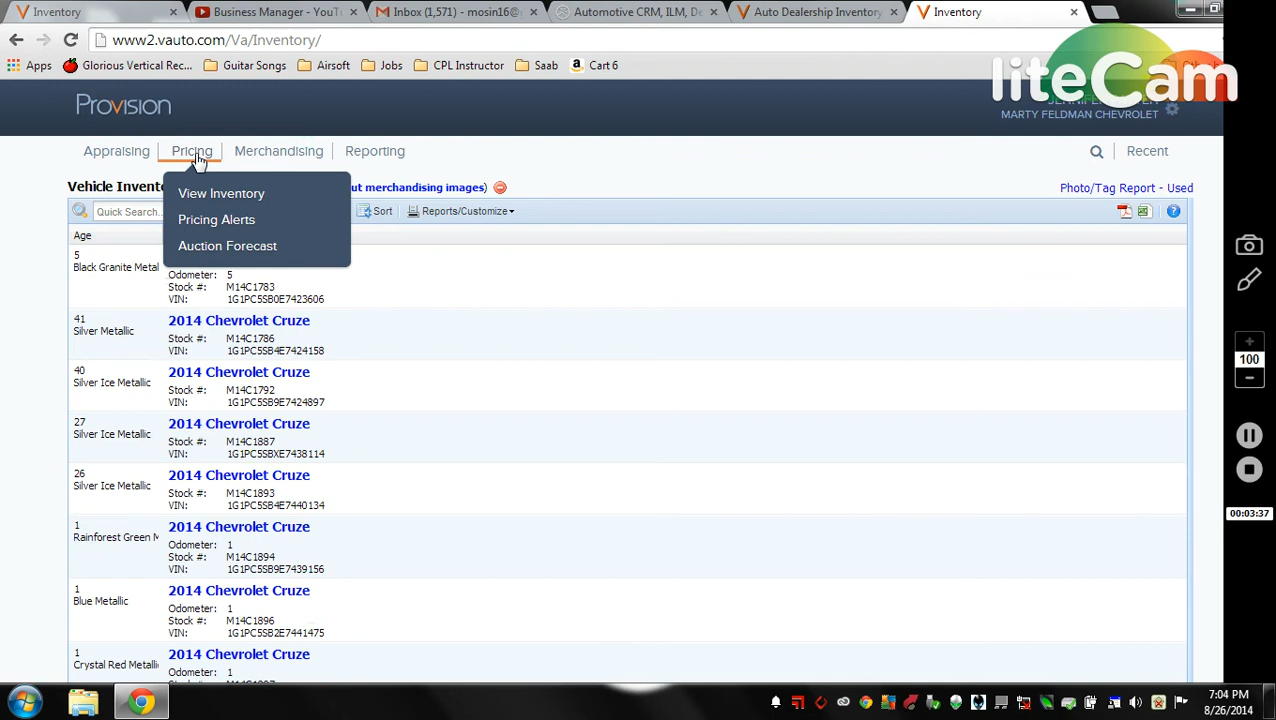 Inventory
Business Manager - YouT
Inbox (1,571) - mosin16@
Automotive CRM, ILM, De
Auto Dealership Inventory
Inventory
www2.vauto.com/Va/Inventory/
Apps
Glorious Vertical Rec...
Guitar Songs
Airsoft
Jobs
CPL Instructor
Saab
Cart 6
liteCam
Provision
MARTY FELDMAN CHEVROLET
Appraising
Pricing
Merchandising
Reporting
Recent
Vehicle Invento
ut merchandising images)
Photo/Tag Report - Used
View Inventory
Pricing Alerts
Auction Forecast
Quick Search...
Sort
Reports/Customize
Age
5
Black Granite Metal
Odometer: 5
Stock #: M14C1783
VIN: 1G1PC5SB0E7423606
41
Silver Metallic
2014 Chevrolet Cruze
Stock #: M14C1786
VIN: 1G1PC5SB4E7424158
40
Silver Ice Metallic
2014 Chevrolet Cruze
Stock #: M14C1792
VIN: 1G1PC5SB9E7424897
27
Silver Ice Metallic
2014 Chevrolet Cruze
Stock #: M14C1887
VIN: 1G1PC5SBXE7438114
26
Silver Ice Metallic
2014 Chevrolet Cruze
Stock #: M14C1893
VIN: 1G1PC5SB4E7440134
1
Rainforest Green M
2014 Chevrolet Cruze
Odometer: 1
Stock #: M14C1894
VIN: 1G1PC5SB9E7439156
1
Blue Metallic
2014 Chevrolet Cruze
Odometer: 1
Stock #: M14C1896
VIN: 1G1PC5SB2E7441475
1
Crystal Red Metalli
2014 Chevrolet Cruze
Odometer: 1
100
00:03:37
7:04 PM
8/26/2014